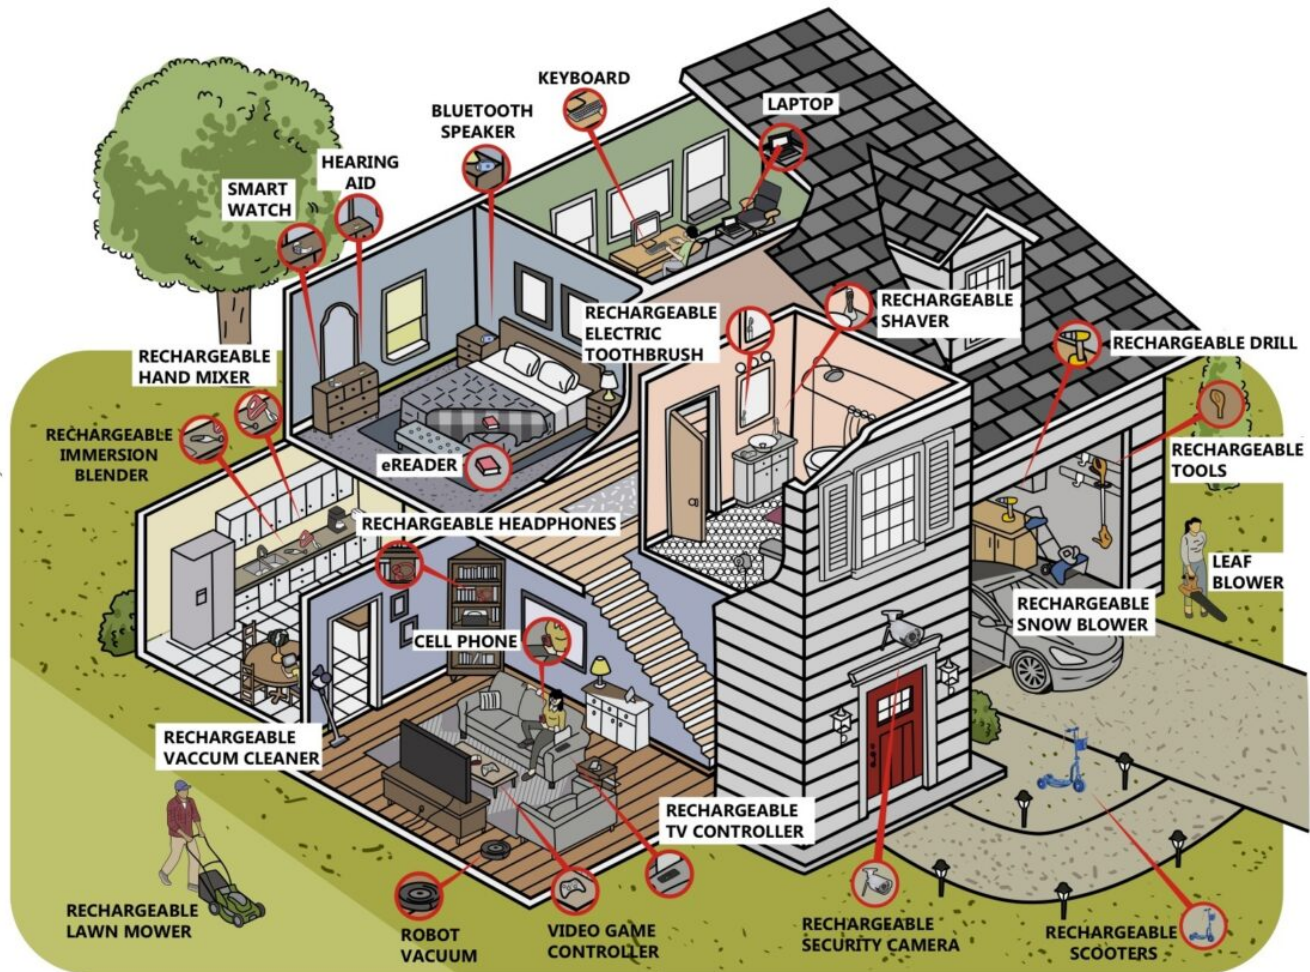 KEYBOARD
LAPTOP
BLUETOOTH
SPEAKER
HEARING
AID
SMART
WATCH
RECHARGEABLE
SHAVER
RECHARGEABLE
ELECTRIC
TOOTHBRUSH
RECHARGEABLE DRILL
RECHARGEABLE
HAND MIXER
RECHARGEABLE
IMMERSION
BLENDER
eREADER
RECHARGEABLE
TOOLS
RECHARGEABLE HEADPHONES
LEAF
BLOWER
RECHARGEABLE
SNOW BLOWER
CELL PHONE
RECHARGEABLE
VACCUM CLEANER
RECHARGEABLE
TV CONTROLLER
RECHARGEABLE
LAWN MOWER
ROBOT
VACUUM
VIDEO GAME
CONTROLLER
RECHARGEABLE
SECURITY CAMERA
RECHARGEABLE
SCOOTERS